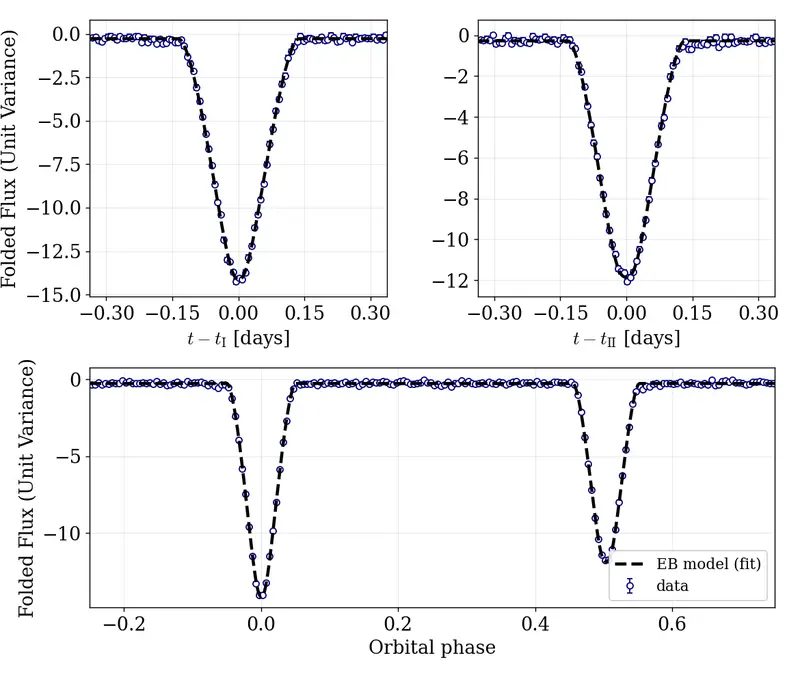 Folded Flux (Unit Variance)
0.0
−2.5
−5.0
−7.5
−10.0
−12.5
−15.0
−0.30 −0.15 0.00 0.15 0.30
t − t_I [days]
0
−2
−4
−6
−8
−10
−12
−0.30 −0.15 0.00 0.15 0.30
t − t_II [days]
Folded Flux (Unit Variance)
0
−5
−10
−0.2 0.0 0.2 0.4 0.6
Orbital phase
EB model (fit)
data